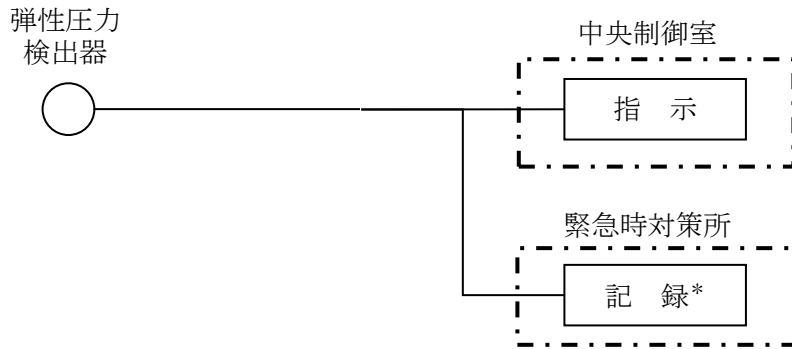 弾性圧力
検出器
中央制御室
指　示
緊急時対策所
記　録*